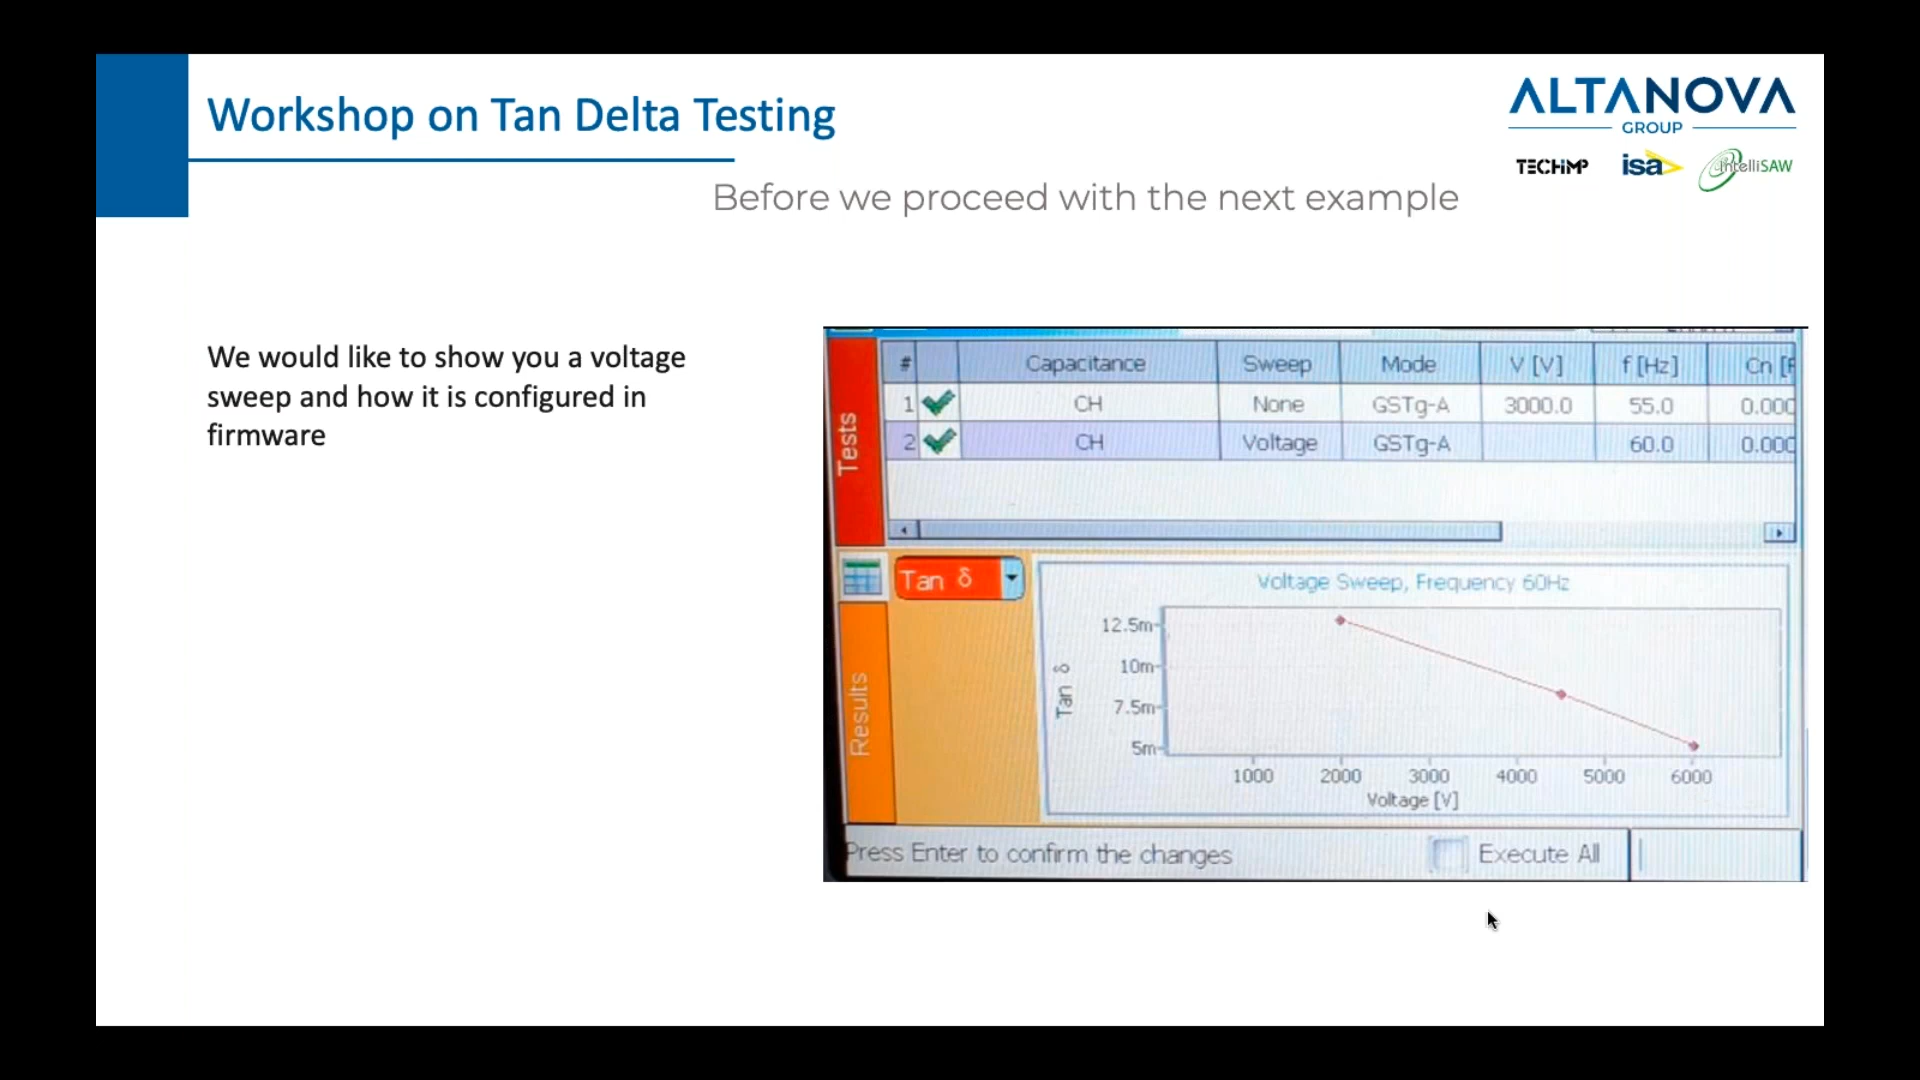 Workshop on Tan Delta Testing
ALTANOVA
GROUP
TECHIMP
isa
IntelliSAW
Before we proceed with the next example
We would like to show you a voltage
sweep and how it is configured in
firmware
Tests
# Capacitance Sweep Mode V [V] f [Hz] Cn [F
1 CH None GSTg-A 3000.0 55.0 0.000
2 CH Voltage GSTg-A 60.0 0.000
Results
Tan δ
Voltage Sweep, Frequency 60Hz
Tan δ
12.5m
10m
7.5m
5m
1000 2000 3000 4000 5000 6000
Voltage [V]
Press Enter to confirm the changes
Execute All